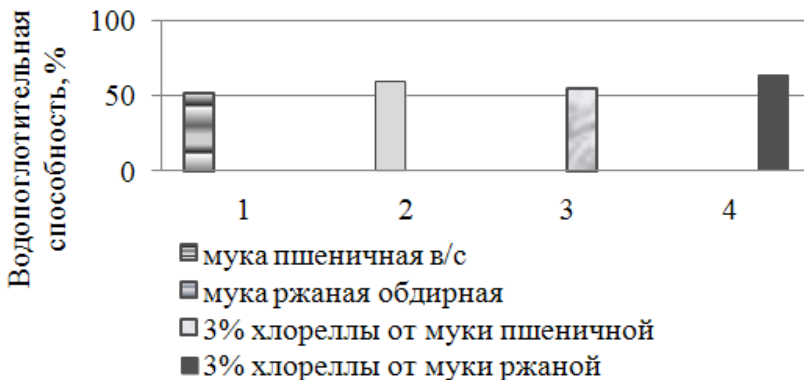 Водопоглотительная
способность, %
100
50
0
1 2 3 4
мука пшеничная в/с
мука ржаная обдирная
3% хлореллы от муки пшеничной
3% хлореллы от муки ржаной